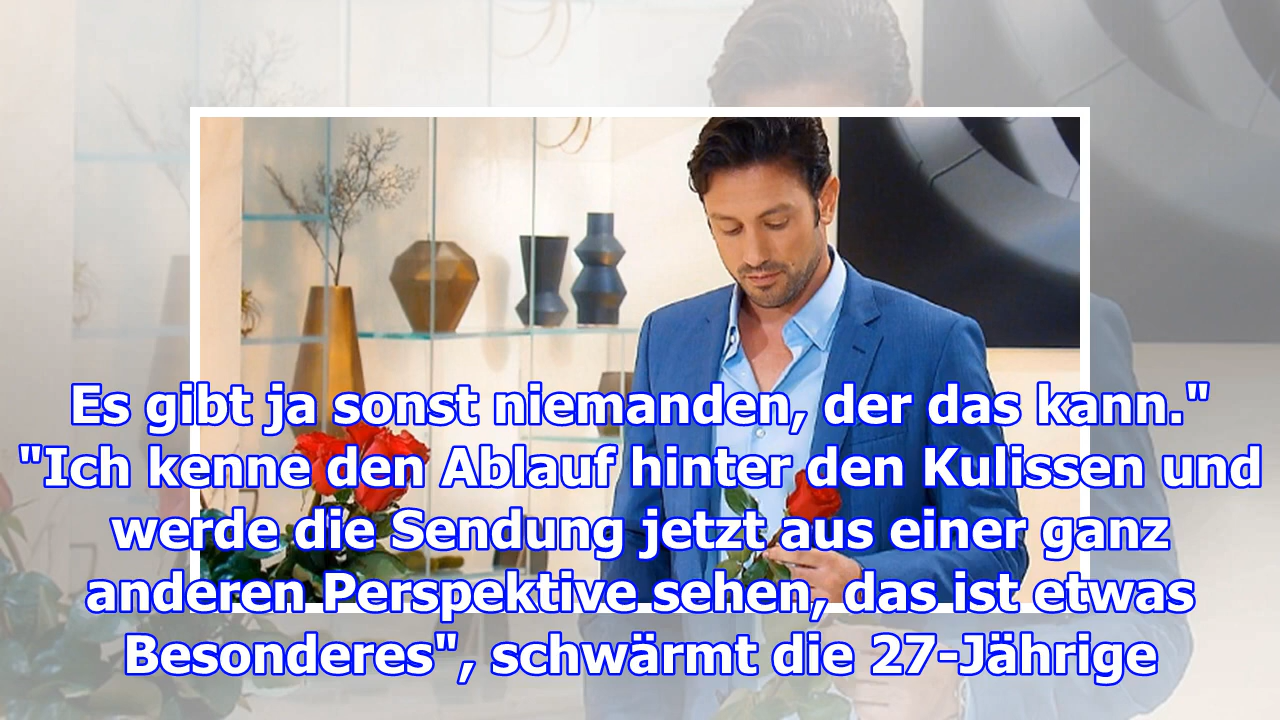 Es gibt ja sonst niemanden, der das kann."
"Ich kenne den Ablauf hinter den Kulissen und
werde die Sendung jetzt aus einer ganz
anderen Perspektive sehen, das ist etwas
Besonderes", schwärmt die 27-Jährige